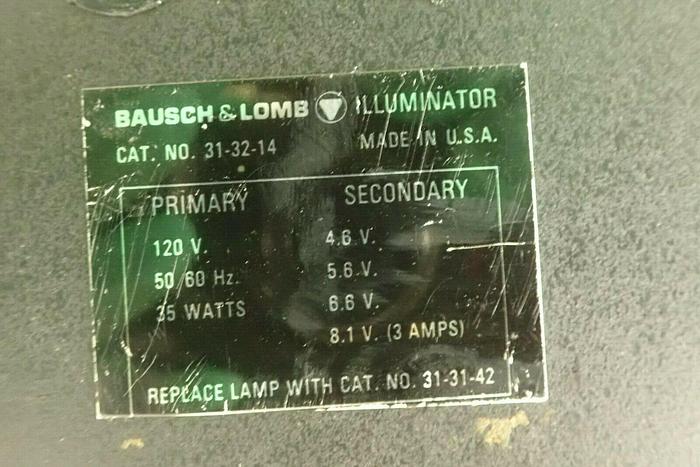 BAUSCH & LOMB ILLUMINATOR
CAT. NO. 31-32-14 MADE IN U.S.A.
PRIMARY SECONDARY
120 V. 4.6 V.
50 60 Hz. 5.6 V.
35 WATTS 6.6 V.
8.1 V. (3 AMPS)
REPLACE LAMP WITH CAT. NO. 31-31-42